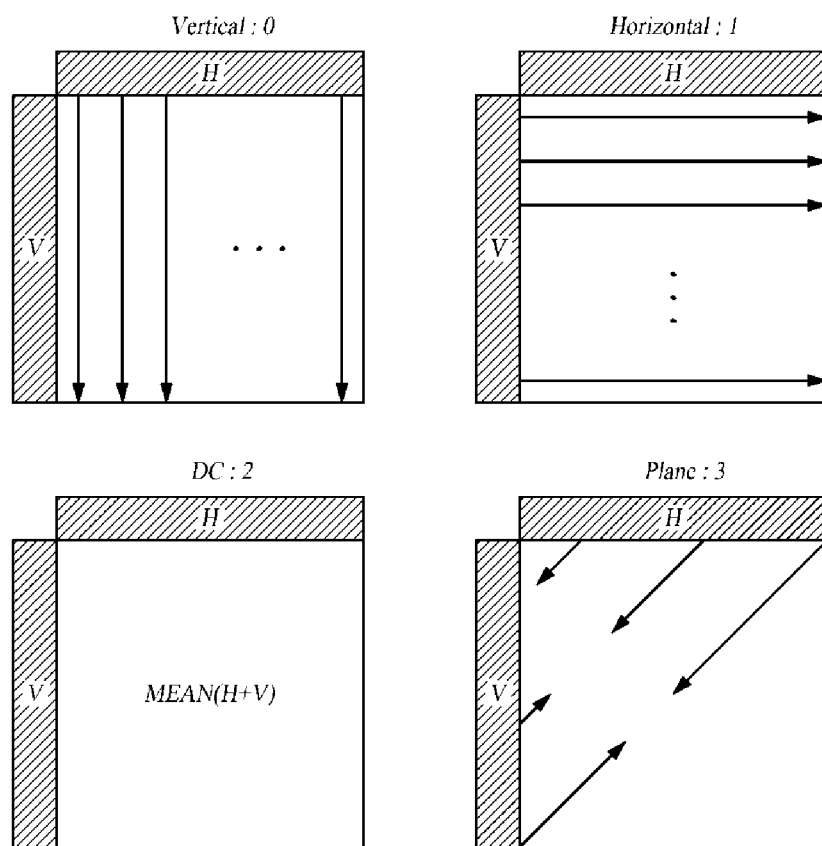 Vertical : 0
H
V
. . .
Horizontal : 1
H
V
DC : 2
H
V
MEAN(H+V)
Plane : 3
H
V